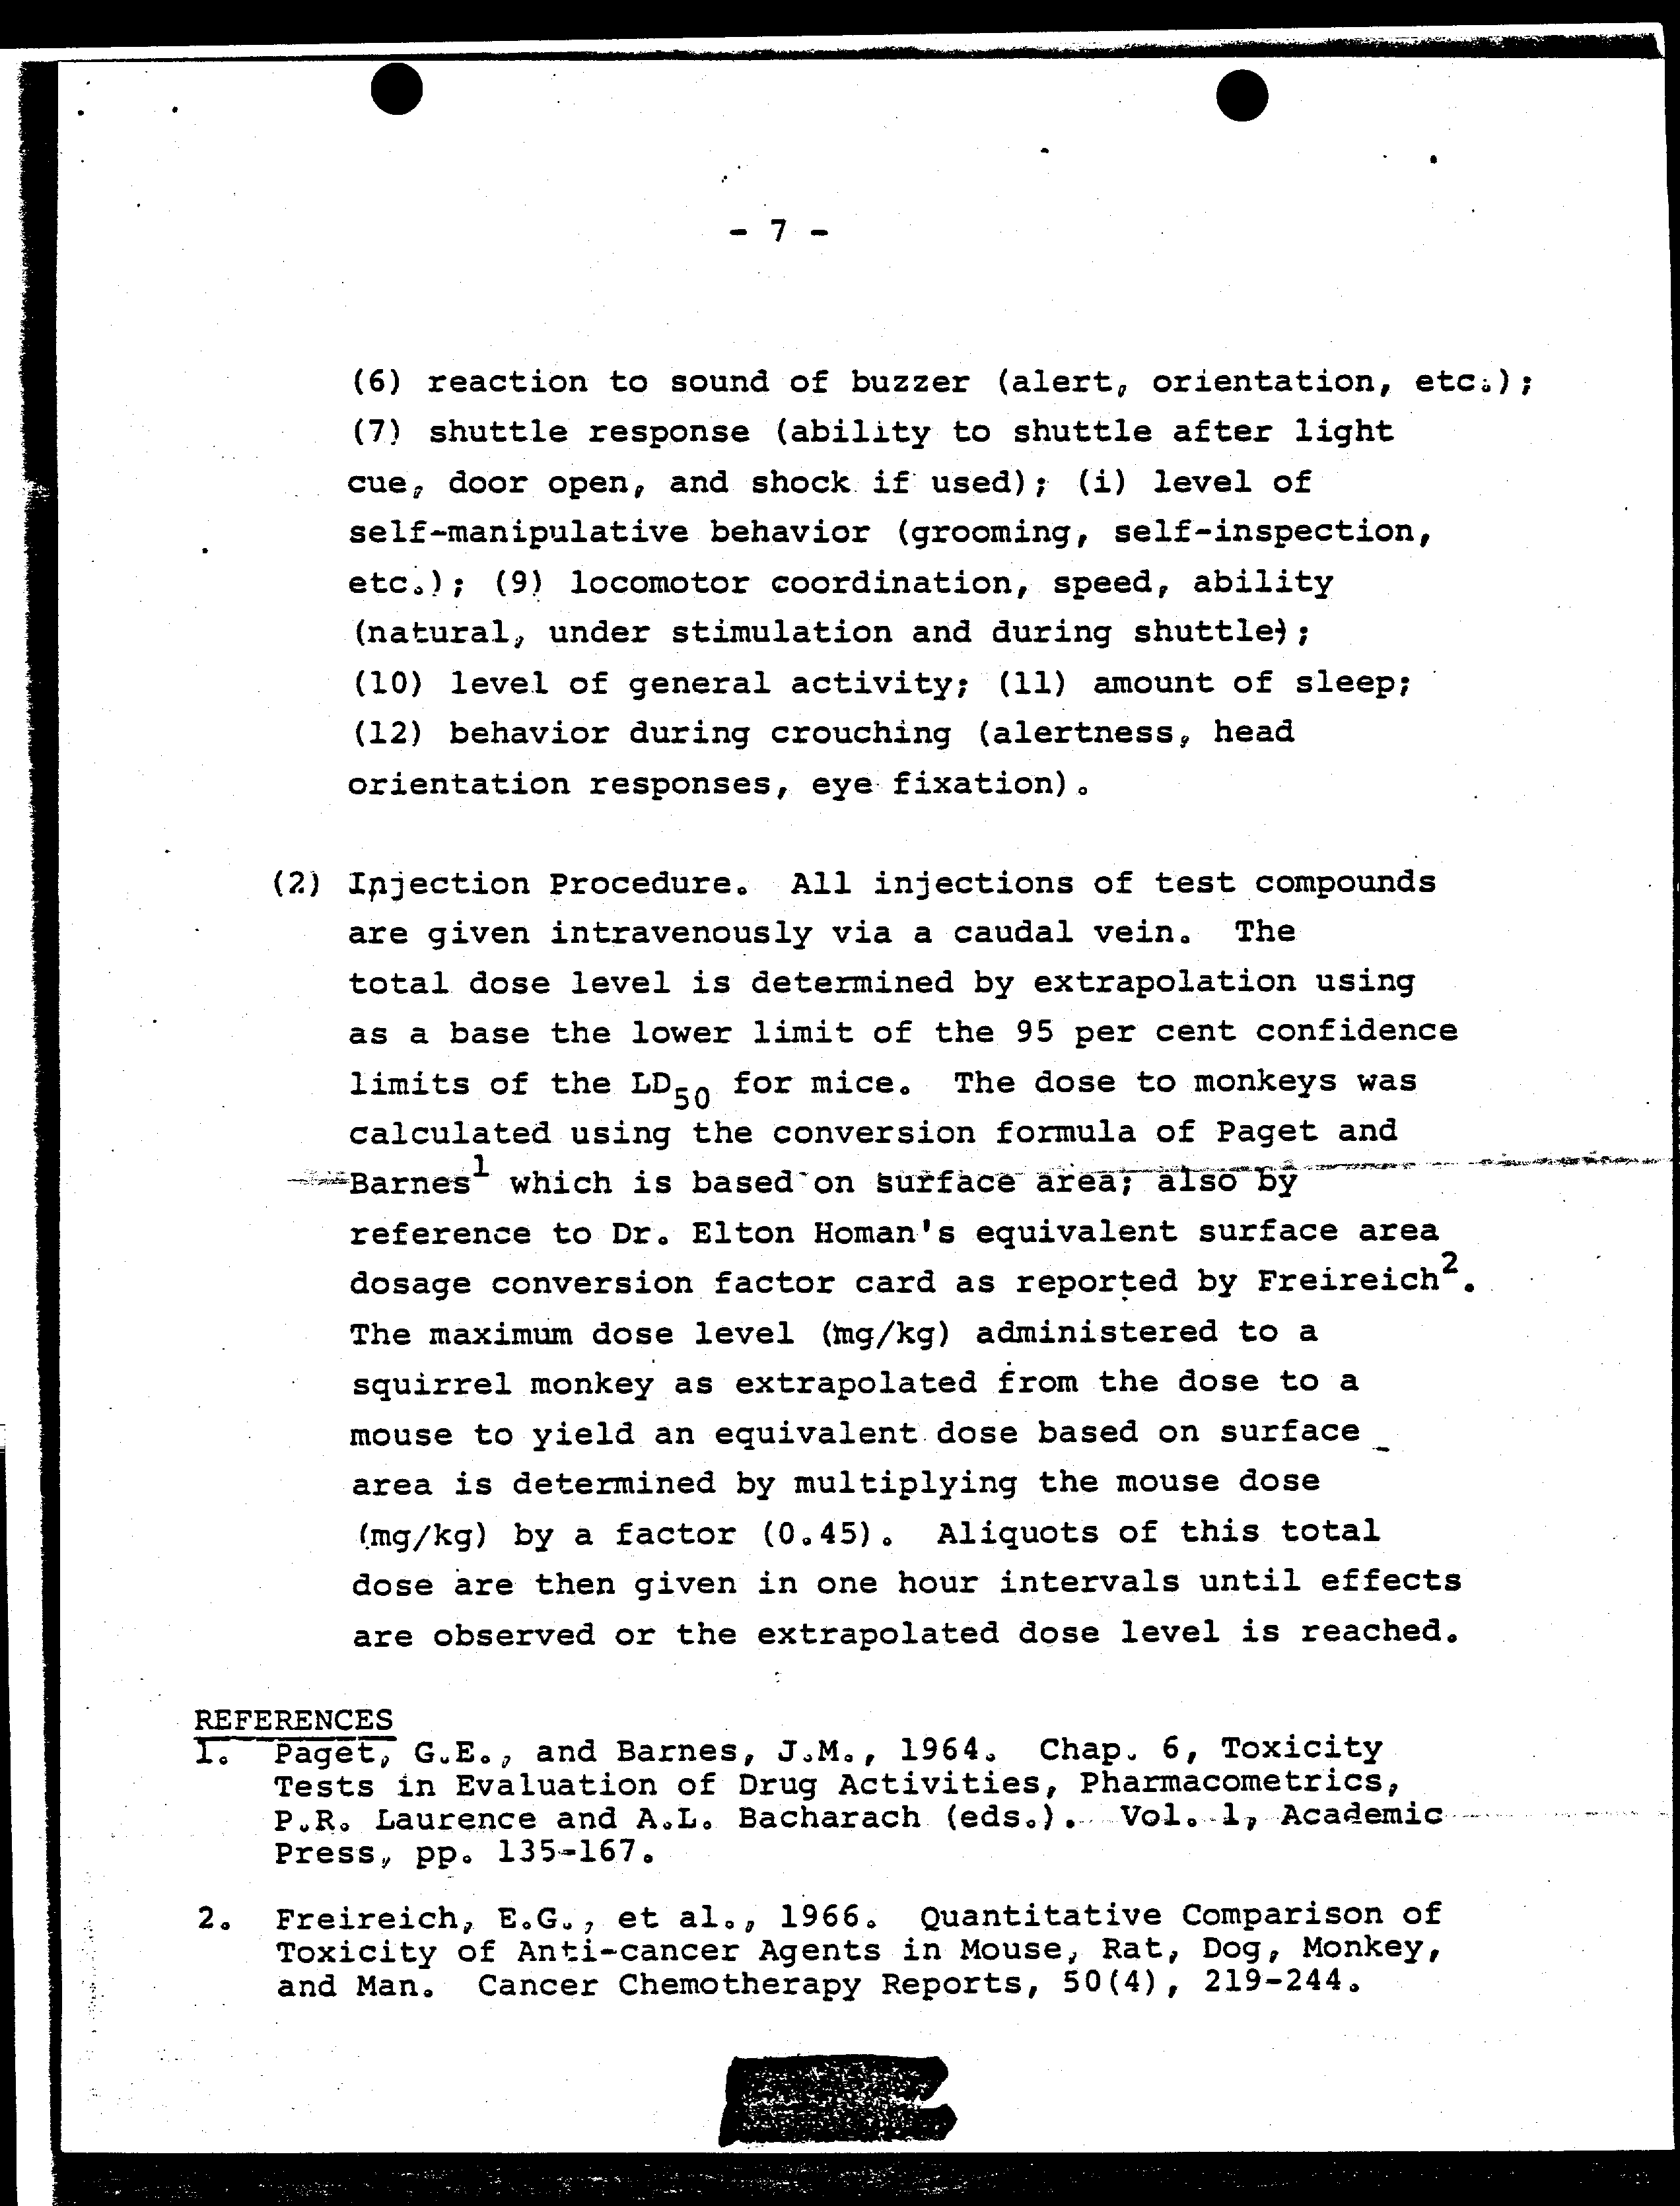 - 7 -
(6) reaction to sound of buzzer (alert, orientation, etc.);
(7) shuttle response (ability to shuttle after light
cue, door open, and shock if used); (i) level of
self-manipulative behavior (grooming, self-inspection,
etc.); (9) locomotor coordination, speed, ability
(natural, under stimulation and during shuttle);
(10) level of general activity; (11) amount of sleep;
(12) behavior during crouching (alertness, head
orientation responses, eye fixation).
(2) Injection Procedure. All injections of test compounds
are given intravenously via a caudal vein. The
total dose level is determined by extrapolation using
as a base the lower limit of the 95 per cent confidence
limits of the LD50 for mice. The dose to monkeys was
calculated using the conversion formula of Paget and
Barnes1 which is based on surface area; also by
reference to Dr. Elton Homan's equivalent surface area
dosage conversion factor card as reported by Freireich2.
The maximum dose level (mg/kg) administered to a
squirrel monkey as extrapolated from the dose to a
mouse to yield an equivalent dose based on surface
area is determined by multiplying the mouse dose
(mg/kg) by a factor (0.45). Aliquots of this total
dose are then given in one hour intervals until effects
are observed or the extrapolated dose level is reached.
REFERENCES
1. Paget, G.E., and Barnes, J.M., 1964. Chap. 6, Toxicity
Tests in Evaluation of Drug Activities, Pharmacometrics,
P.R. Laurence and A.L. Bacharach (eds.). Vol. 1, Academic
Press, pp. 135-167.
2. Freireich, E.G., et al., 1966. Quantitative Comparison of
Toxicity of Anti-cancer Agents in Mouse, Rat, Dog, Monkey,
and Man. Cancer Chemotherapy Reports, 50(4), 219-244.